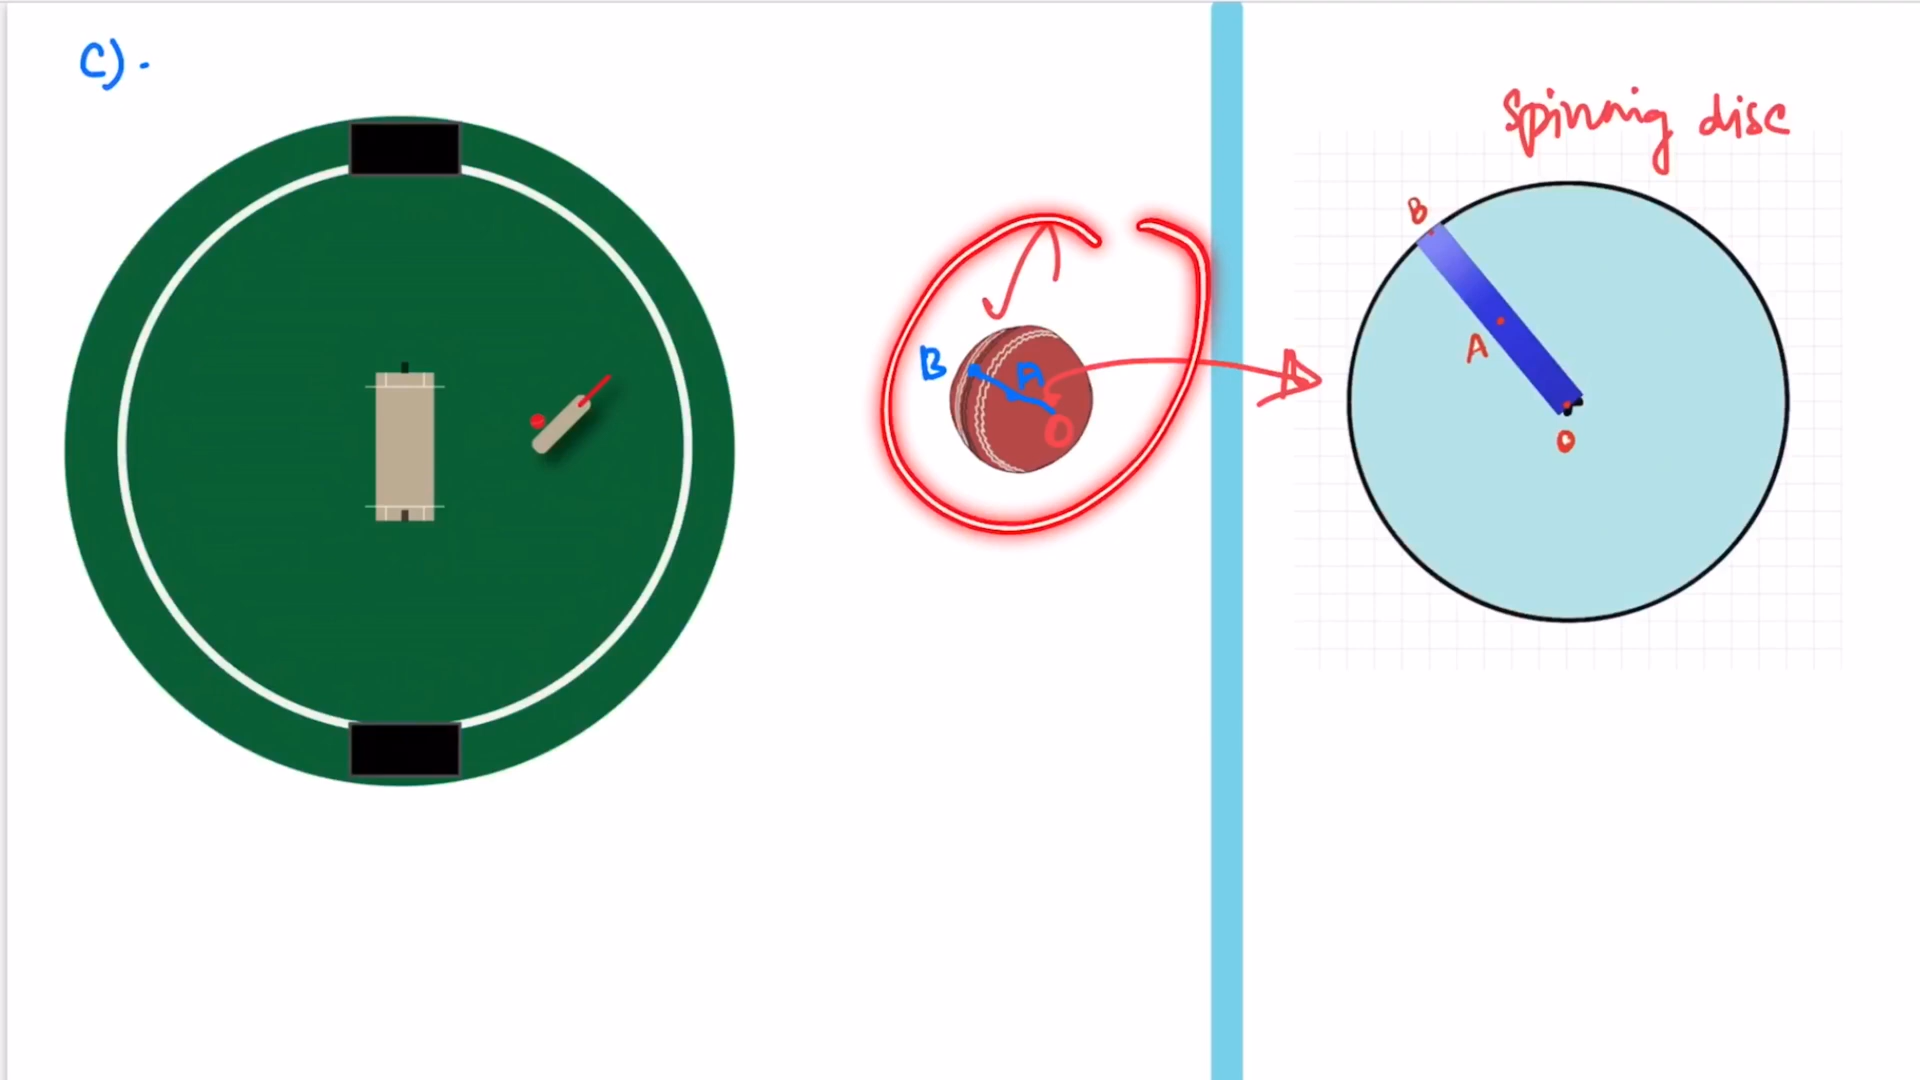 C).
Spinning disc
B
A
O
B
A
O